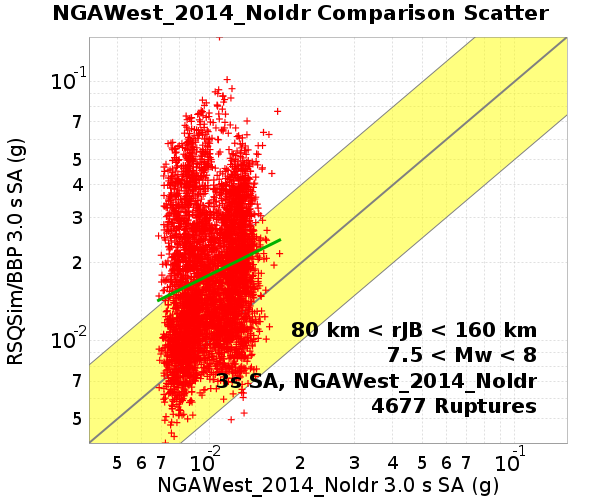 NGAWest_2014_NoIdr Comparison Scatter
10-1
7
5
4
3
2
10-2
7
5
RSQSim/BBP 3.0 s SA (g)
80 km < rJB < 160 km
7.5 < Mw < 8
3s SA, NGAWest_2014_NoIdr
4677 Ruptures
5 6 7 10-2 2 3 4 5 6 7 10-1
NGAWest_2014_NoIdr 3.0 s SA (g)